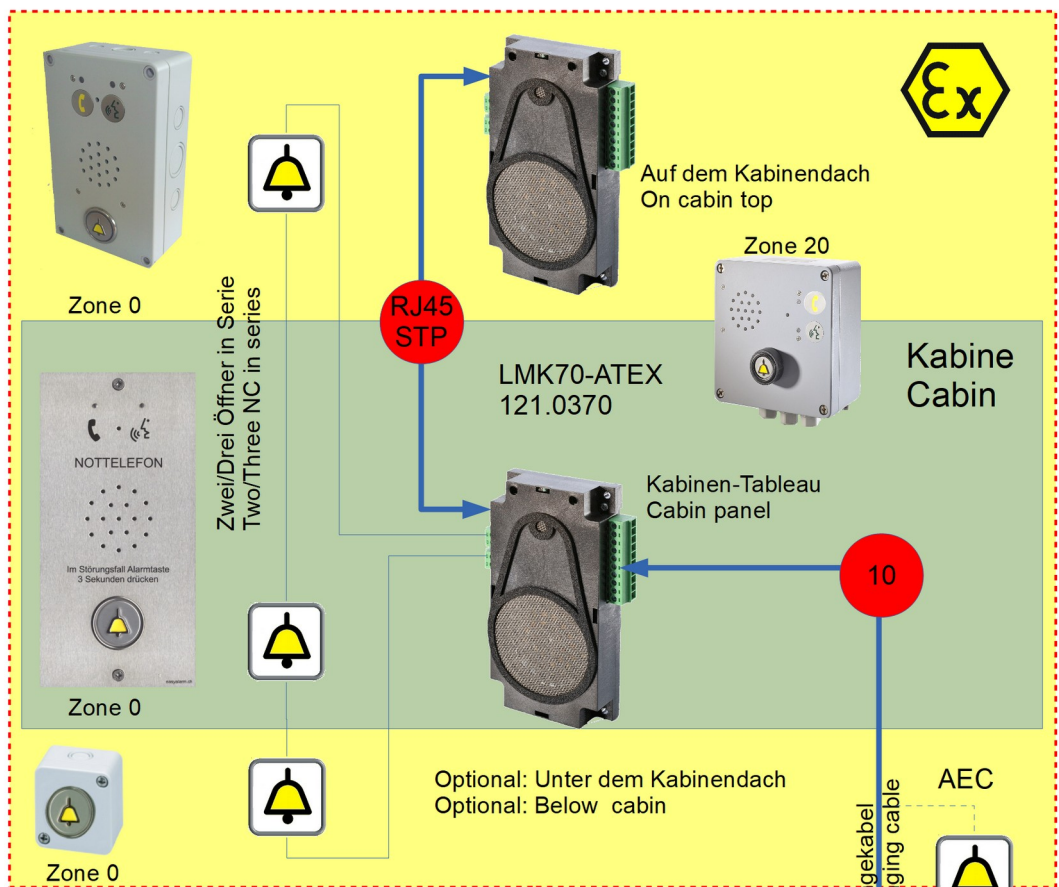 Ex
Auf dem Kabinendach
On cabin top
Zone 20
Zone 0
Zwei/Drei Öffner in Serie
Two/Three NC in series
RJ45
STP
Kabine
Cabin
LMK70-ATEX
121.0370
NOTTELEFON
Im Störungsfall Alarmtaste
3 Sekunden drücken
Kabinen-Tableau
Cabin panel
10
Zone 0
Optional: Unter dem Kabinendach
Optional: Below cabin
AEC
cable
Zone 0